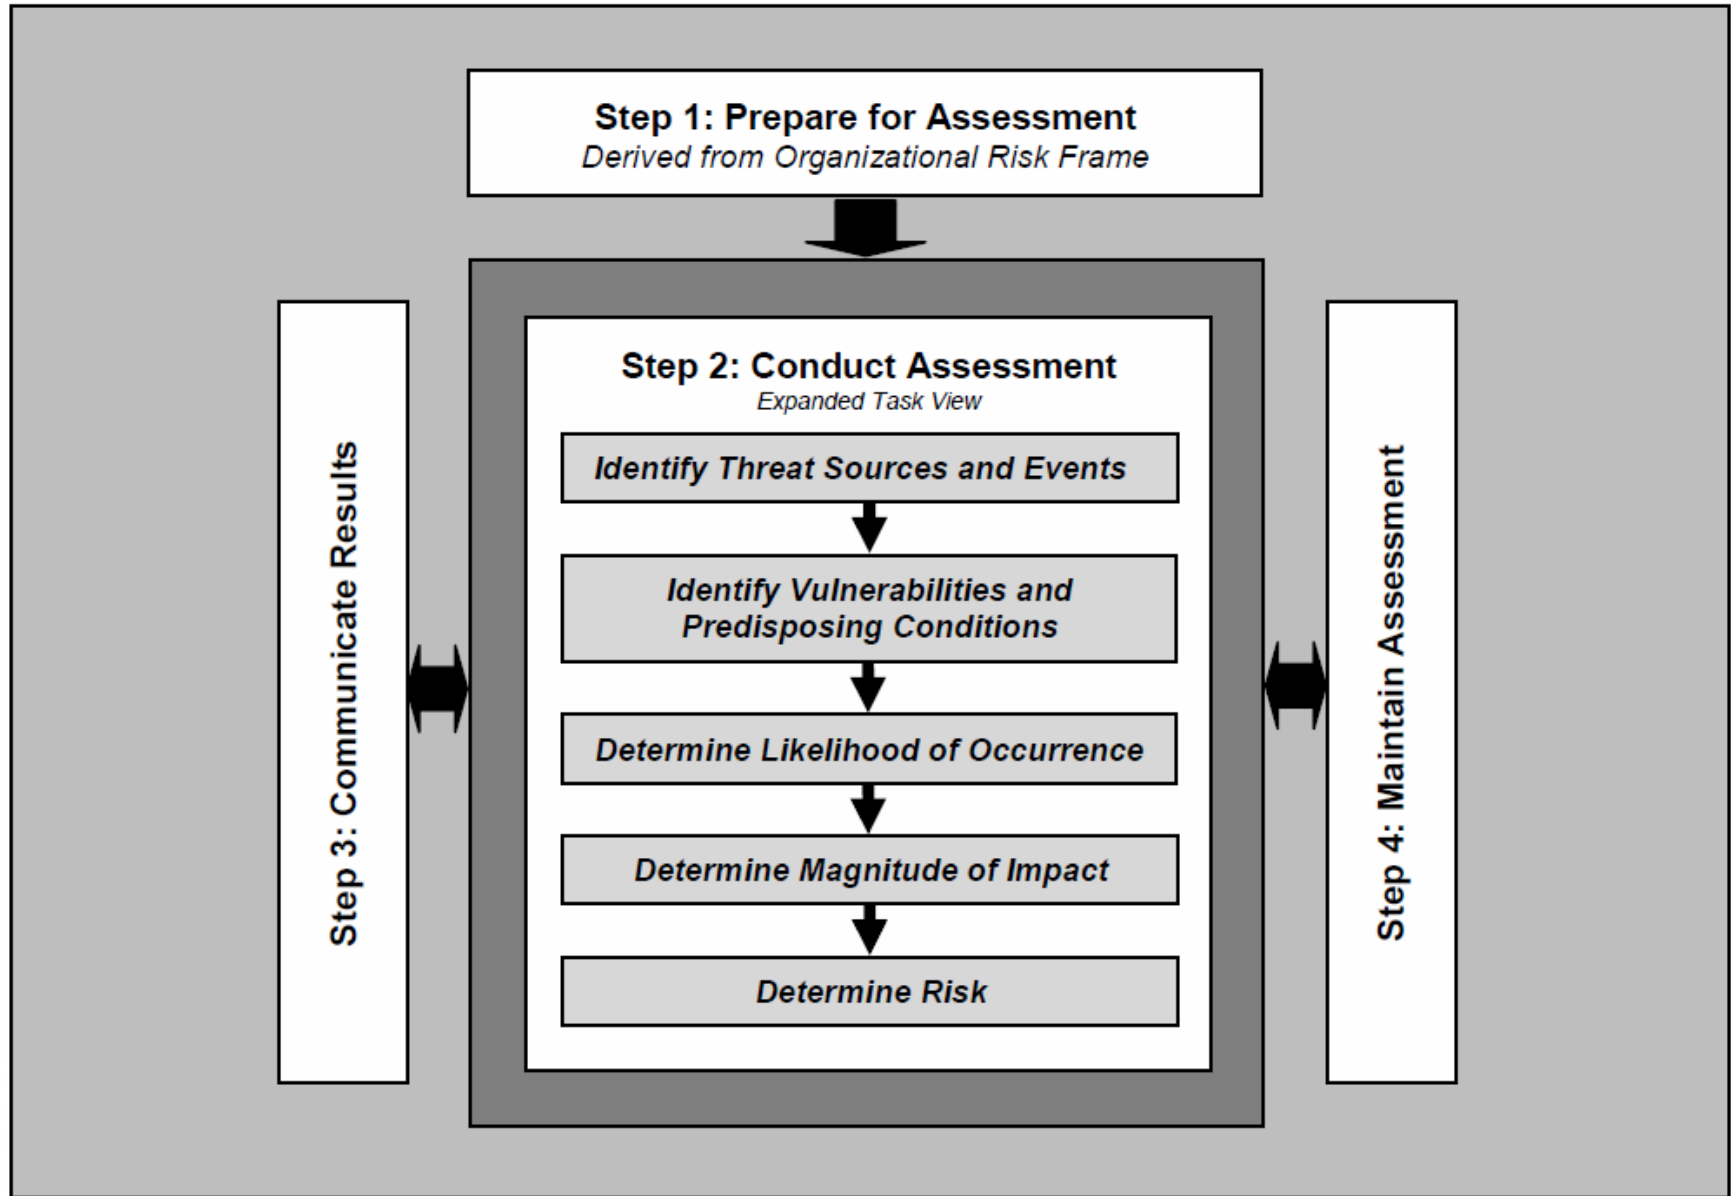 Step 1: Prepare for Assessment
Derived from Organizational Risk Frame
Step 3: Communicate Results
Step 2: Conduct Assessment
Expanded Task View
Identify Threat Sources and Events
Identify Vulnerabilities and
Predisposing Conditions
Determine Likelihood of Occurrence
Determine Magnitude of Impact
Determine Risk
Step 4: Maintain Assessment